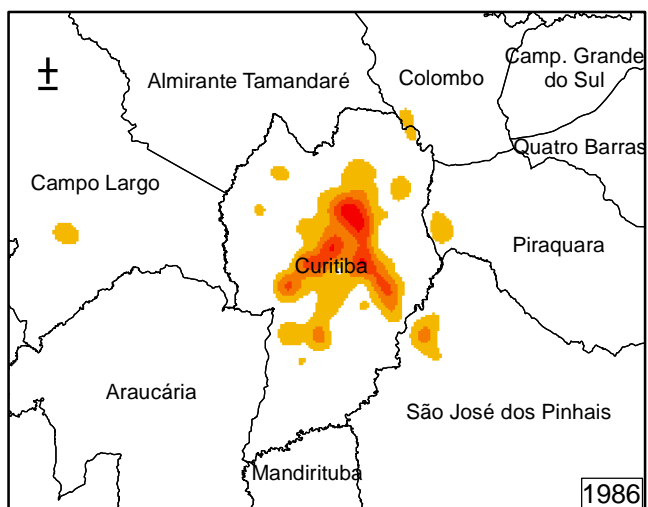 Camp. Grande
do Sul
Almirante Tamandaré
Colombo
Quatro Barras
Campo Largo
Piraquara
Curitiba
Araucária
São José dos Pinhais
Mandirituba
1986